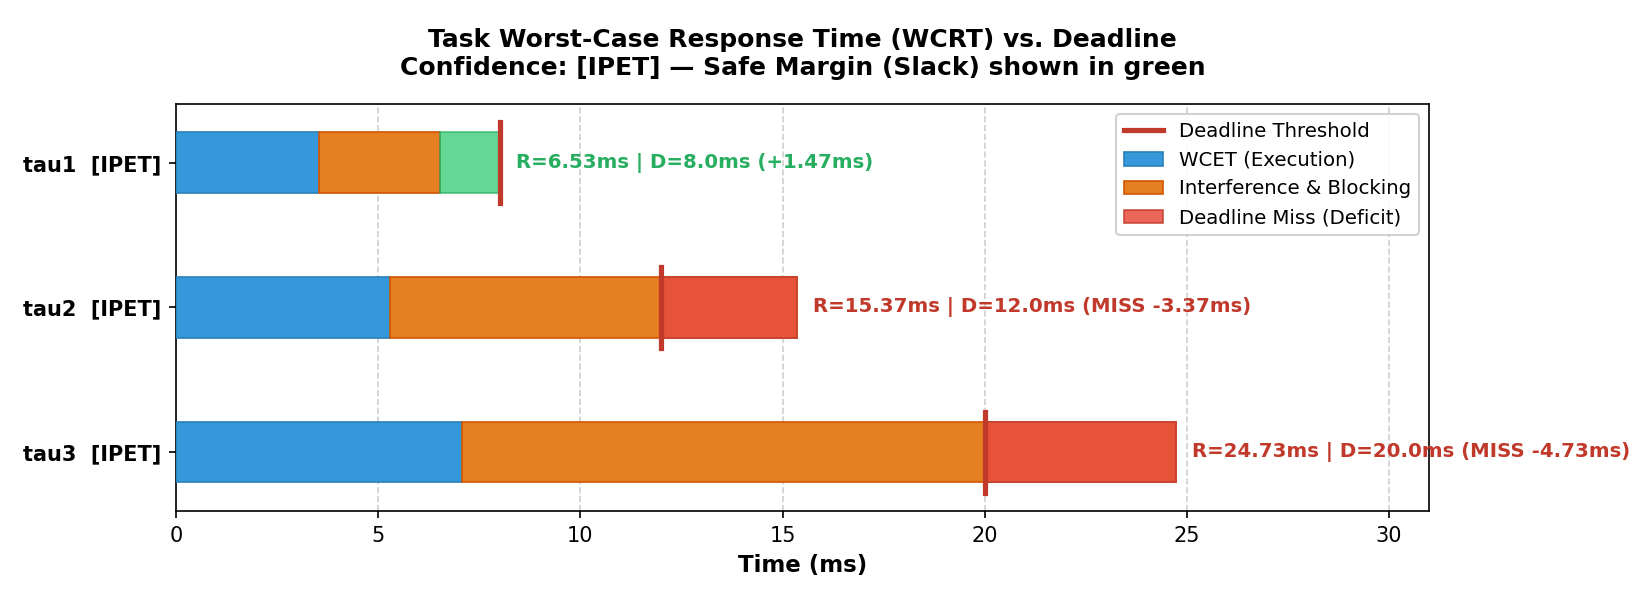 Task Worst-Case Response Time (WCRT) vs. Deadline
Confidence: [IPET] — Safe Margin (Slack) shown in green
Deadline Threshold
WCET (Execution)
Interference & Blocking
Deadline Miss (Deficit)
tau1 [IPET]
R=6.53ms | D=8.0ms (+1.47ms)
tau2 [IPET]
R=15.37ms | D=12.0ms (MISS -3.37ms)
tau3 [IPET]
R=24.73ms | D=20.0ms (MISS -4.73ms)
0 5 10 15 20 25 30
Time (ms)